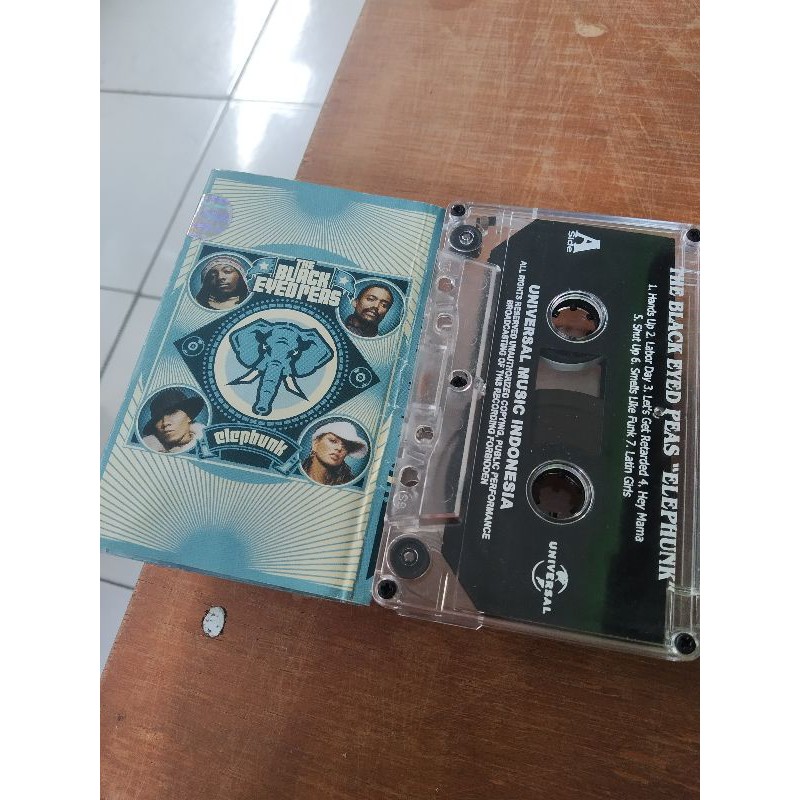 THE
BLACK
EYED PEAS
elephunk
A
Side
THE BLACK EYED PEAS "ELEPHUNK
1. Hands Up 2. Labor Day 3. Let's Get Retarded 4. Hey Mama
5. Shut Up 6. Smells Like Funk 7. Latin Girls
UNIVERSAL MUSIC INDONESIA
ALL RIGHTS RESERVED UNAUTHORIZED COPYING, PUBLIC PERFORMANCE
BROADCASTING OF THIS RECORDING FORBIDDEN
UNIVERSAL